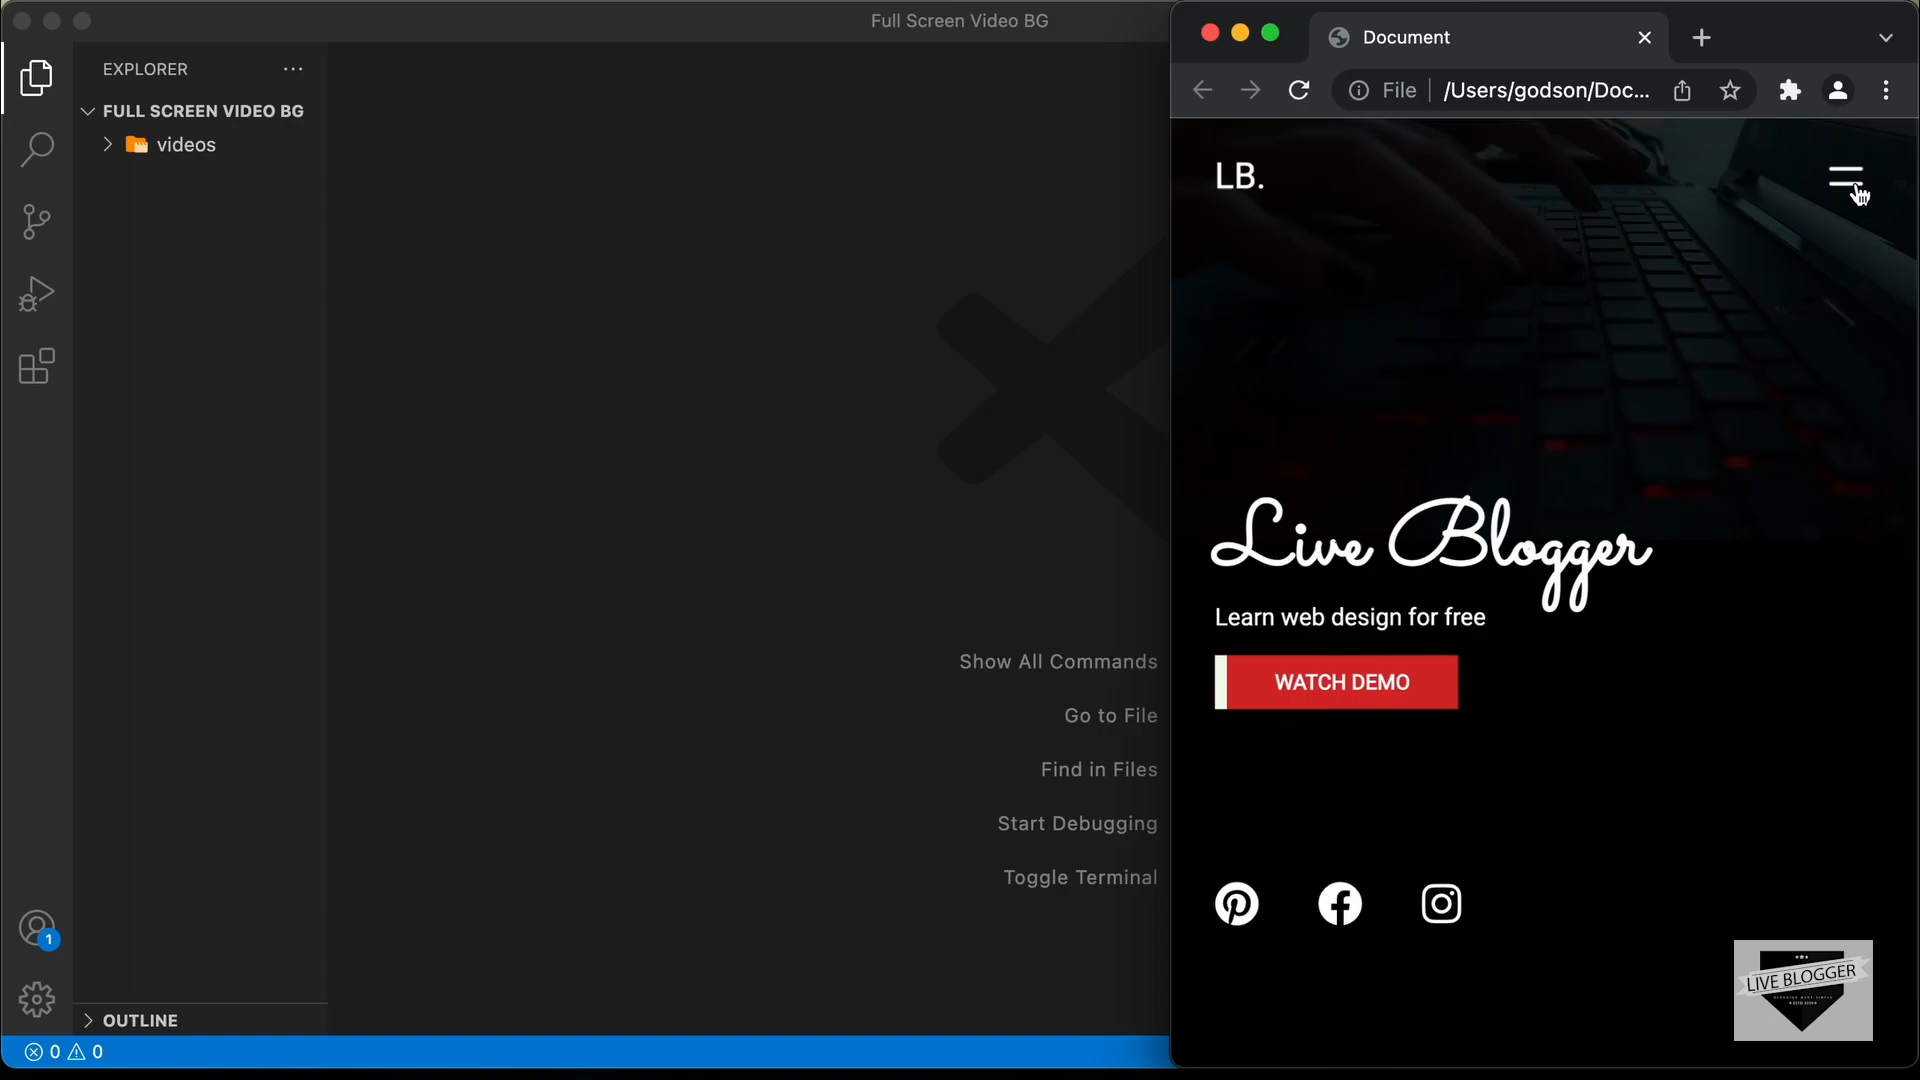 Full Screen Video BG
EXPLORER
FULL SCREEN VIDEO BG
videos
Show All Commands
Go to File
Find in Files
Start Debugging
Toggle Terminal
1
OUTLINE
0 0
Document
File /Users/godson/Doc...
LB.
Live Blogger
Learn web design for free
WATCH DEMO
LIVE BLOGGER